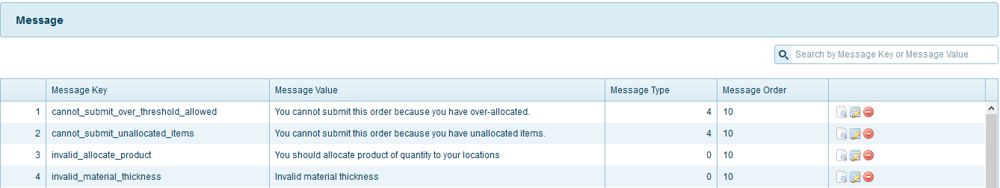 Message
Search by Message Key or Message Value
Message Key Message Value Message Type Message Order
1 cannot_submit_over_threshold_allowed You cannot submit this order because you have over-allocated. 4 10
2 cannot_submit_unallocated_items You cannot submit this order because you have unallocated items. 4 10
3 invalid_allocate_product You should allocate product of quantity to your locations 0 10
4 invalid_material_thickness Invalid material thickness 0 10